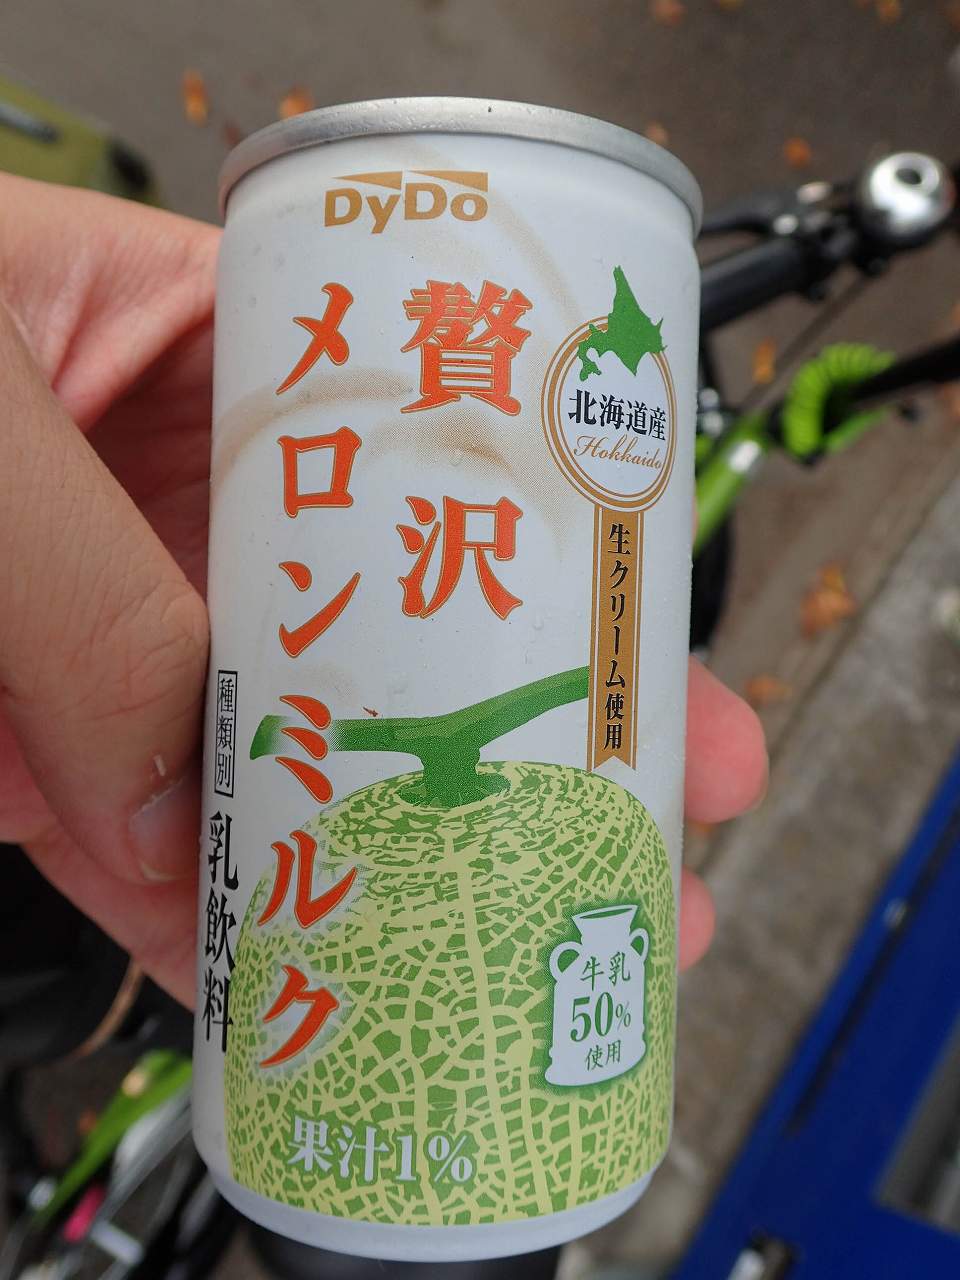 DyDo
贅沢
メロンミルク
北海道産
Hokkaido
生クリーム使用
種類別
乳飲料
牛乳
50%
使用
果汁1%